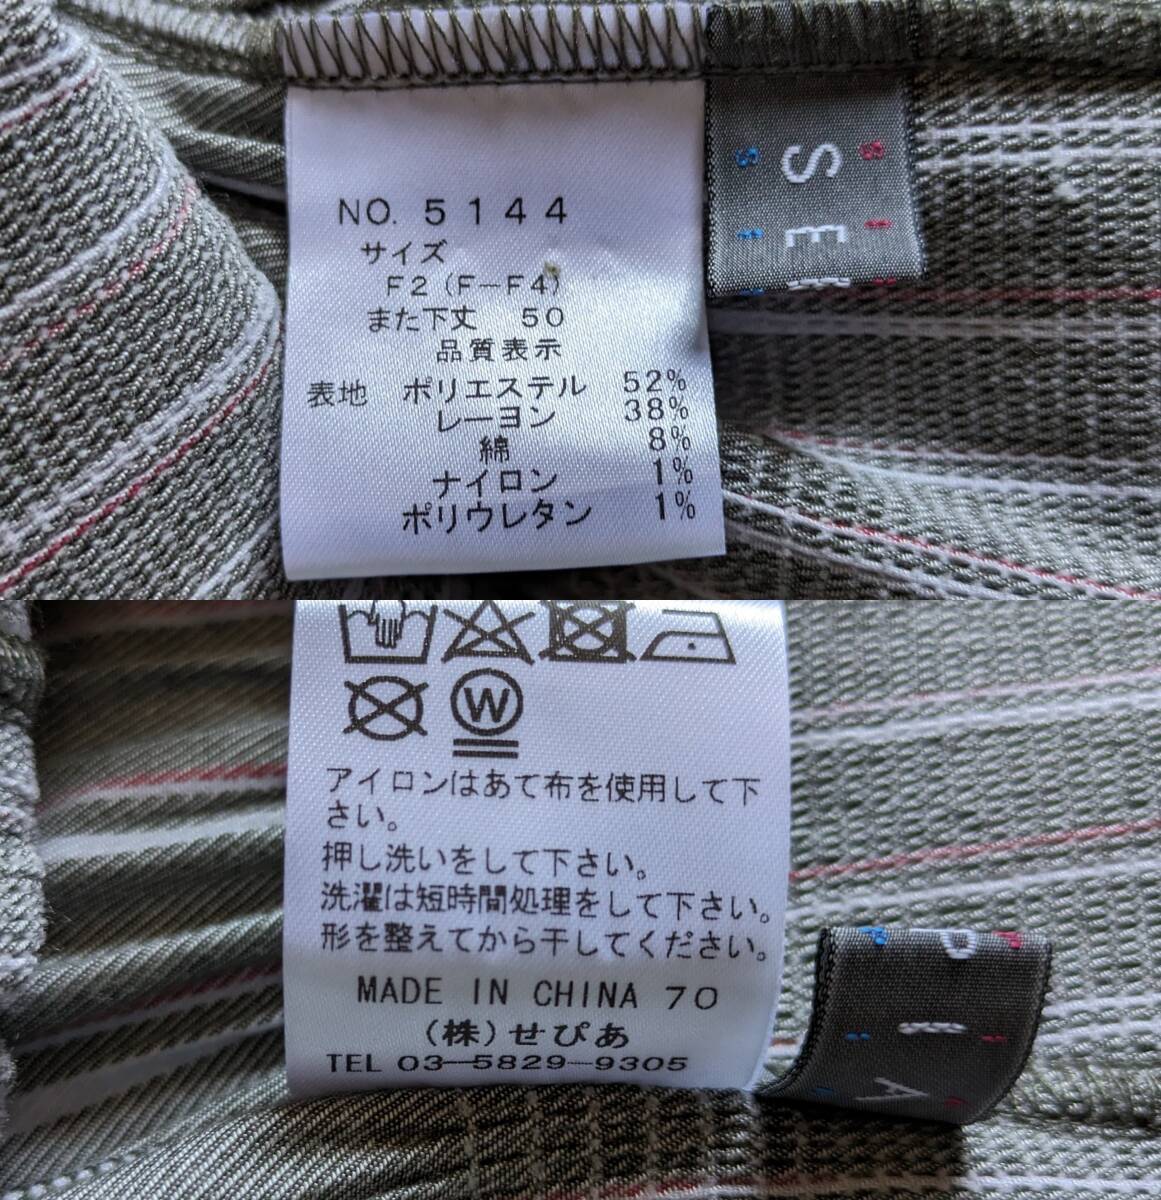 NO. 5144
サイズ
F2 (F-F4)
また下丈 50
品質表示
表地 ポリエステル 52%
レーヨン 38%
綿 8%
ナイロン 1%
ポリウレタン 1%
SE
W
アイロンはあて布を使用して下
さい。
押し洗いをして下さい。
洗濯は短時間処理をして下さい。
形を整えてから干してください。
MADE IN CHINA 70
(株)せぴあ
TEL 03-5829-9305
PIA